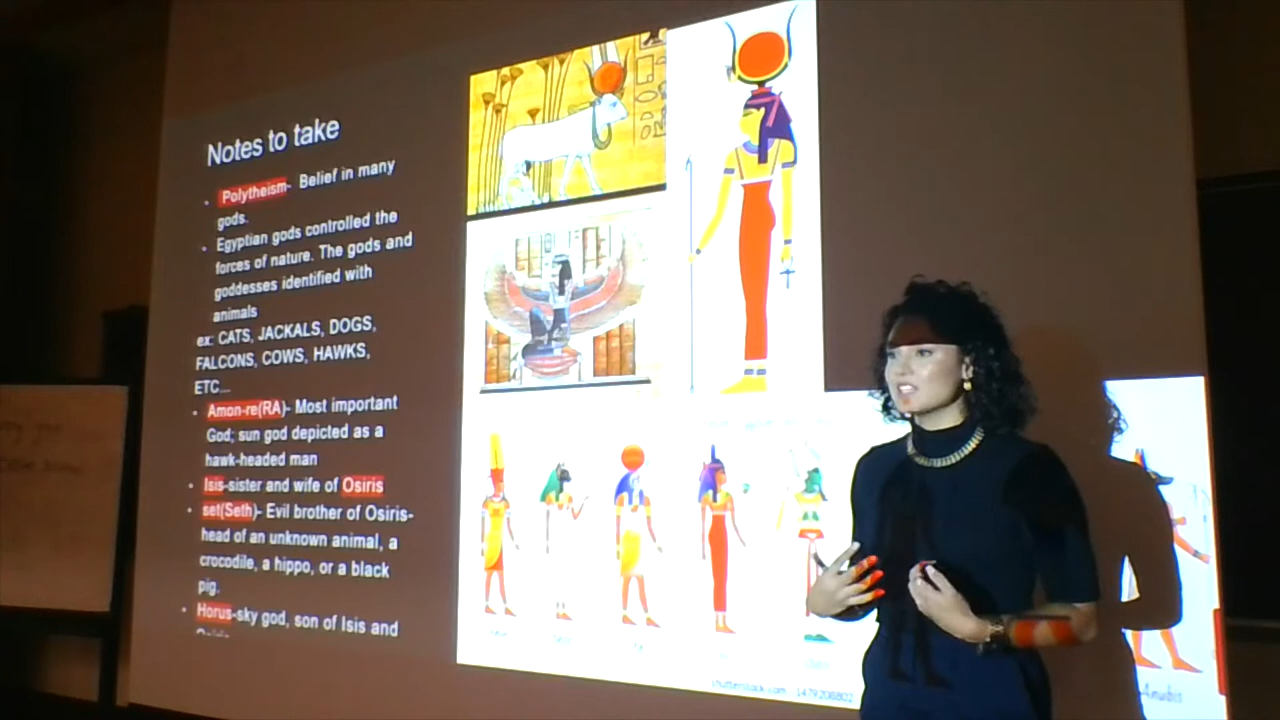 Notes to take
Polytheism- Belief in many
gods.
Egyptian gods controlled the
forces of nature. The gods and
goddesses identified with
animals
ex: CATS, JACKALS, DOGS,
FALCONS, COWS, HAWKS,
ETC...
Amon-re(RA)- Most important
God; sun god depicted as a
hawk-headed man
Isis-sister and wife of Osiris
set(Seth)- Evil brother of Osiris-
head of an unknown animal, a
crocodile, a hippo, or a black
pig.
Horus-sky god, son of Isis and
Osiris
shutterstock.com · 1479206802
Anubis